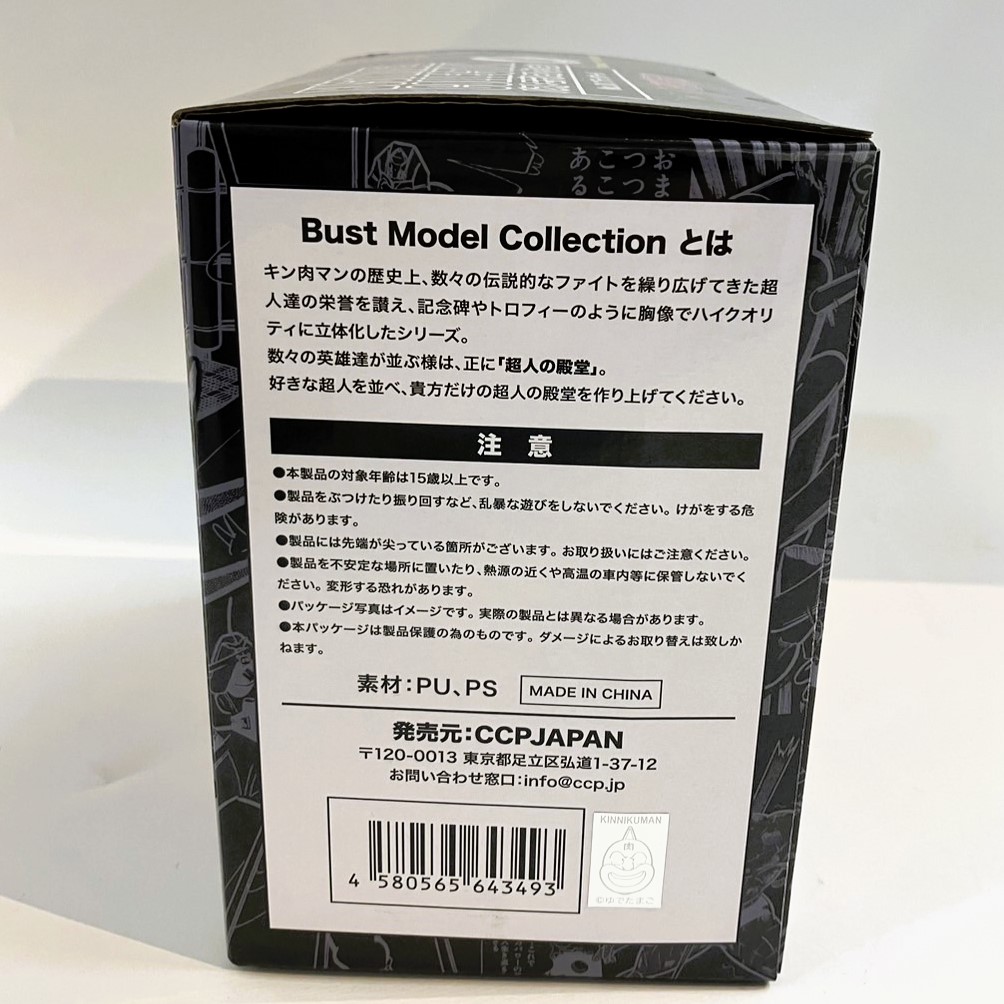 おつこあ
まつこる
Bust Model Collection とは
キン肉マンの歴史上、数々の伝説的なファイトを繰り広げてきた超
人達の栄誉を讃え、記念碑やトロフィーのように胸像でハイクオリ
ティに立体化したシリーズ。
数々の英雄達が並ぶ様は、正に「超人の殿堂」。
好きな超人を並べ、貴方だけの超人の殿堂を作り上げてください。
注 意
●本製品の対象年齢は15歳以上です。
●製品をぶつけたり振り回すなど、乱暴な遊びをしないでください。けがをする危
険があります。
●製品には先端が尖っている箇所がございます。お取り扱いにはご注意ください。
●製品を不安定な場所に置いたり、熱源の近くや高温の車内等に保管しないでく
ださい。変形する恐れがあります。
●パッケージ写真はイメージです。実際の製品とは異なる場合があります。
●本パッケージは製品保護の為のものです。ダメージによるお取り替えは致しか
ねます。
素材:PU、PS
MADE IN CHINA
発売元:CCPJAPAN
〒120-0013 東京都足立区弘道1-37-12
お問い合わせ窓口:info@ccp.jp
4 580565 643493
KINNIKUMAN
肉
©ゆでたまご